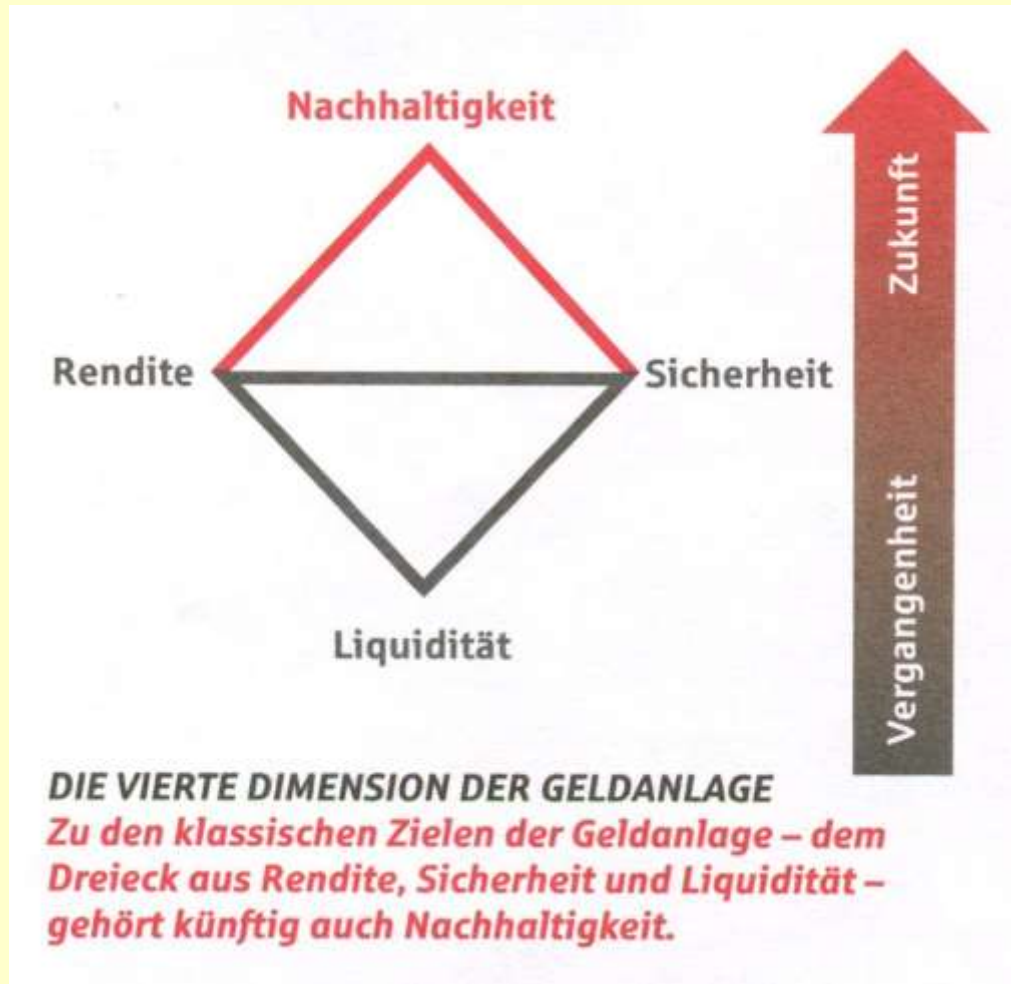 Nachhaltigkeit
Rendite
Sicherheit
Liquidität
Zukunft
Vergangenheit
DIE VIERTE DIMENSION DER GELDANLAGE
Zu den klassischen Zielen der Geldanlage – dem
Dreieck aus Rendite, Sicherheit und Liquidität –
gehört künftig auch Nachhaltigkeit.